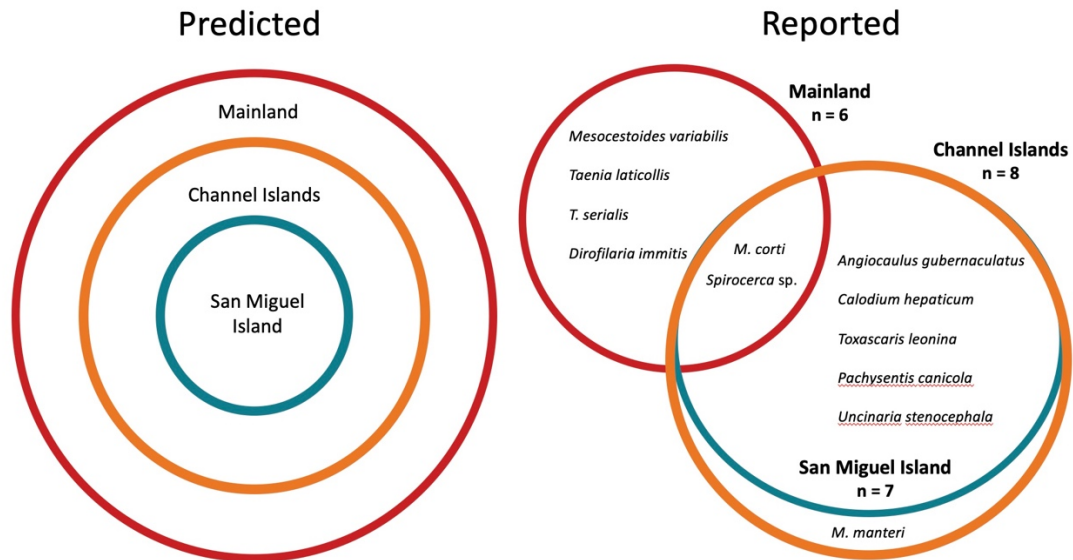 Predicted
Mainland
Channel Islands
San Miguel
Island
Reported
Mainland
n = 6
Channel Islands
n = 8
Mesocestoides variabilis
Taenia laticollis
T. serialis
Dirofilaria immitis
M. corti
Spirocerca sp.
Angiocaulus gubernaculatus
Calodium hepaticum
Toxascaris leonina
Pachysentis canicola
Uncinaria stenocephala
San Miguel Island
n = 7
M. manteri